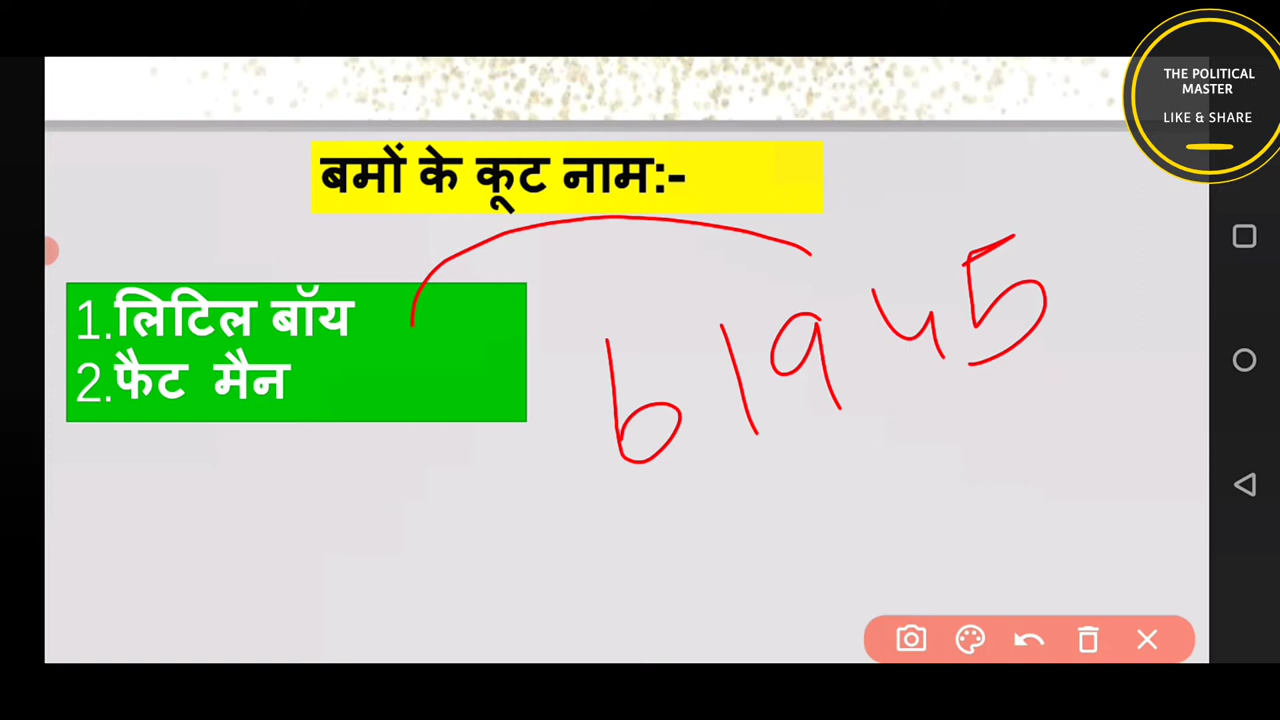 THE POLITICAL
MASTER
LIKE & SHARE
बमों के कूट नाम:-
1.लिटिल बॉय
2.फैट मैन
6 1945